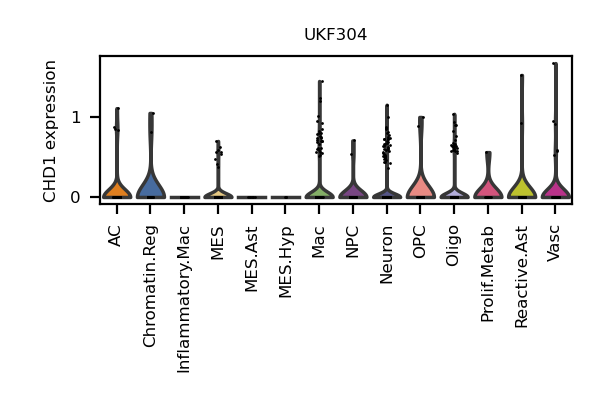 UKF304
CHD1 expression
1
0
AC
Chromatin.Reg
Inflammatory.Mac
MES
MES.Ast
MES.Hyp
Mac
NPC
Neuron
OPC
Oligo
Prolif.Metab
Reactive.Ast
Vasc